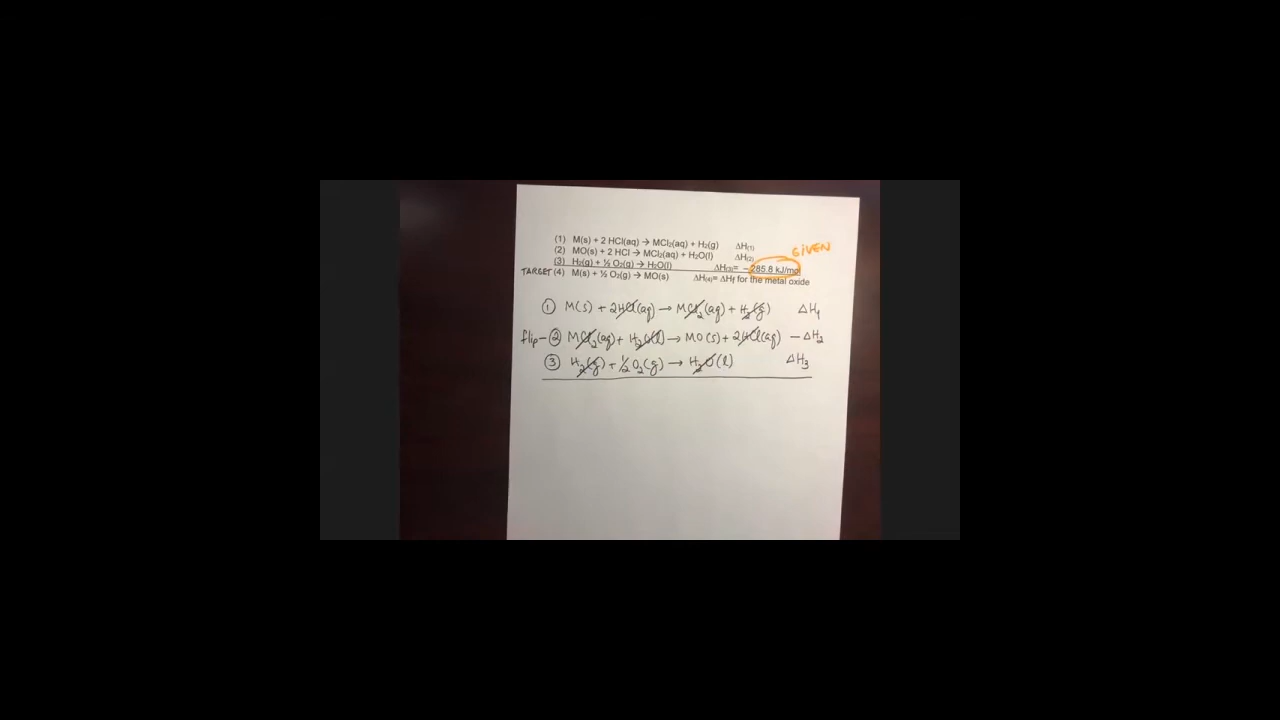 (1) M(s) + 2 HCl(aq) → MCl₂(aq) + H₂(g) ΔH(1)
GIVEN
(2) MO(s) + 2 HCl → MCl₂(aq) + H₂O(l) ΔH(2)
(3) H₂(g) + ½ O₂(g) → H₂O(l) ΔH(3)= – 285.8 kJ/mol
TARGET (4) M(s) + ½ O₂(g) → MO(s) ΔH(4)= ΔHf for the metal oxide
① M(s) + 2HCl(aq) → MCl₂(aq) + H₂(g) ΔH₁
flip – ② MCl₂(aq) + H₂O(l) → MO(s) + 2HCl(aq) – ΔH₂
③ H₂(g) + ½ O₂(g) → H₂O(l) ΔH₃